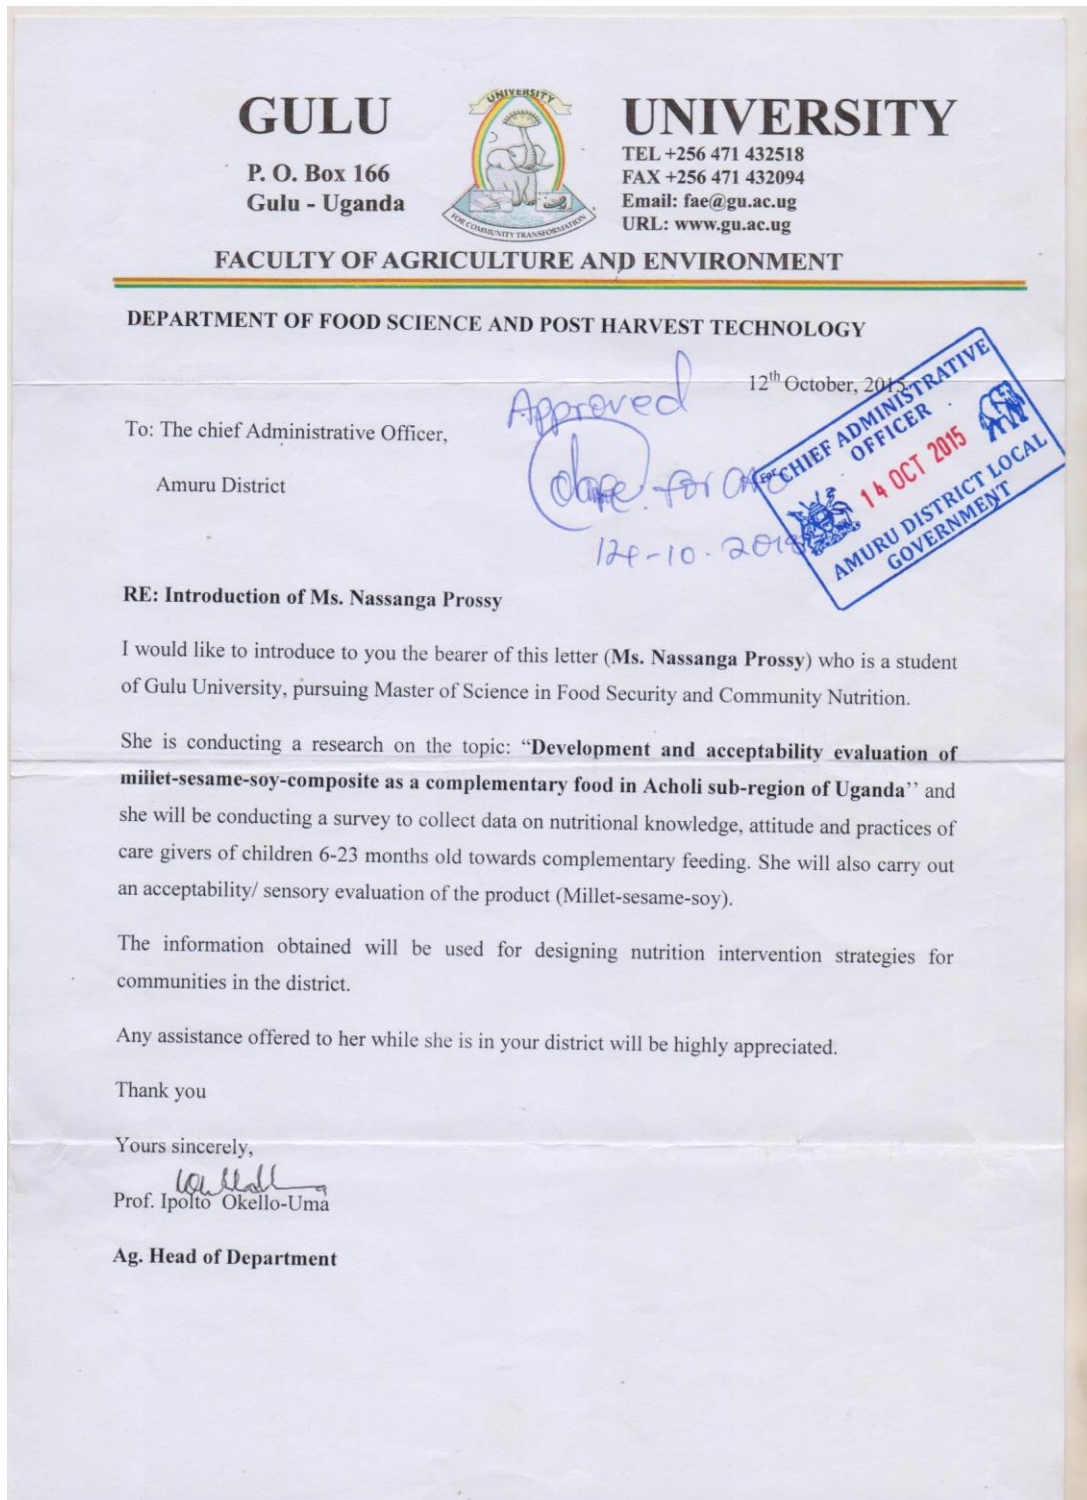 GULU
UNIVERSITY
P. O. Box 166
Gulu - Uganda
UNIVERSITY
FOR COMMUNITY TRANSFORMATION
TEL +256 471 432518
FAX +256 471 432094
Email: fae@gu.ac.ug
URL: www.gu.ac.ug
FACULTY OF AGRICULTURE AND ENVIRONMENT
DEPARTMENT OF FOOD SCIENCE AND POST HARVEST TECHNOLOGY
12th October, 2015
To: The chief Administrative Officer,
Amuru District
Approved
for CAO
14-10-2015
For CHIEF ADMINISTRATIVE
OFFICER
14 OCT 2015
AMURU DISTRICT LOCAL
GOVERNMENT
RE: Introduction of Ms. Nassanga Prossy
I would like to introduce to you the bearer of this letter (Ms. Nassanga Prossy) who is a student
of Gulu University, pursuing Master of Science in Food Security and Community Nutrition.
She is conducting a research on the topic: “Development and acceptability evaluation of
millet-sesame-soy-composite as a complementary food in Acholi sub-region of Uganda’’ and
she will be conducting a survey to collect data on nutritional knowledge, attitude and practices of
care givers of children 6-23 months old towards complementary feeding. She will also carry out
an acceptability/ sensory evaluation of the product (Millet-sesame-soy).
The information obtained will be used for designing nutrition intervention strategies for
communities in the district.
Any assistance offered to her while she is in your district will be highly appreciated.
Thank you
Yours sincerely,
Prof. Ipolto Okello-Uma
Ag. Head of Department